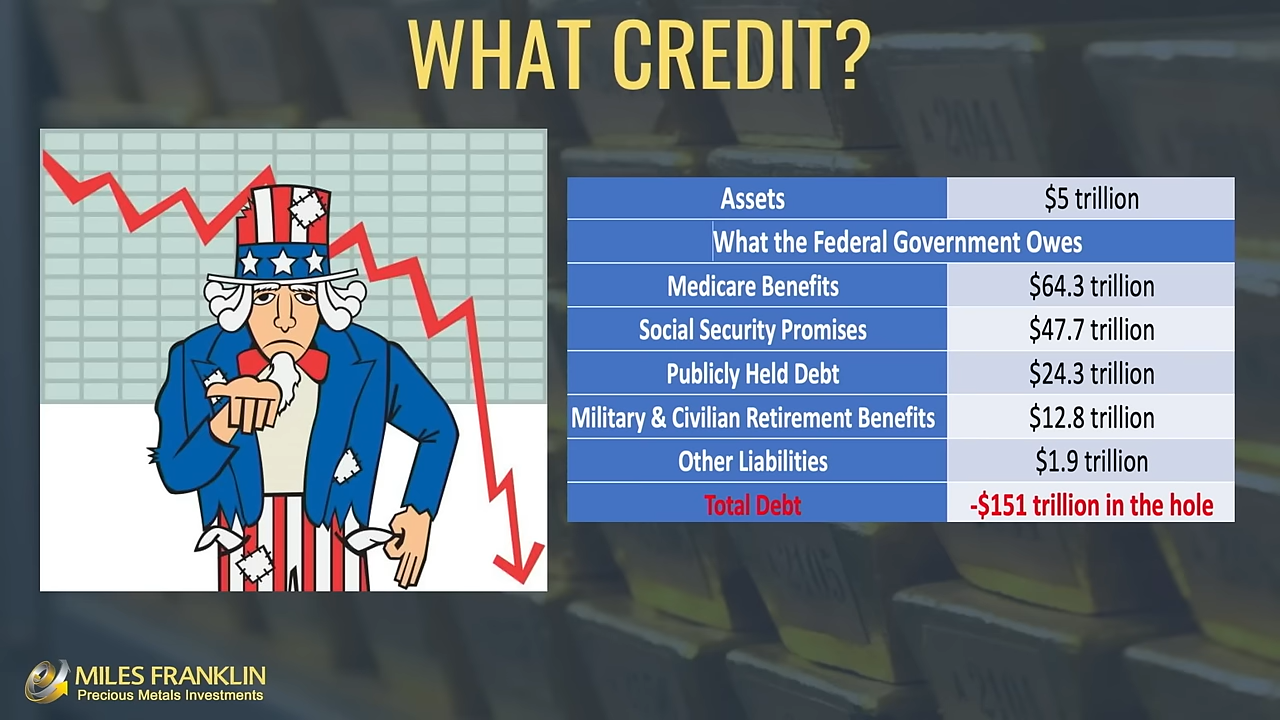 WHAT CREDIT?
Assets $5 trillion
What the Federal Government Owes
Medicare Benefits $64.3 trillion
Social Security Promises $47.7 trillion
Publicly Held Debt $24.3 trillion
Military & Civilian Retirement Benefits $12.8 trillion
Other Liabilities $1.9 trillion
Total Debt -$151 trillion in the hole
MILES FRANKLIN
Precious Metals Investments